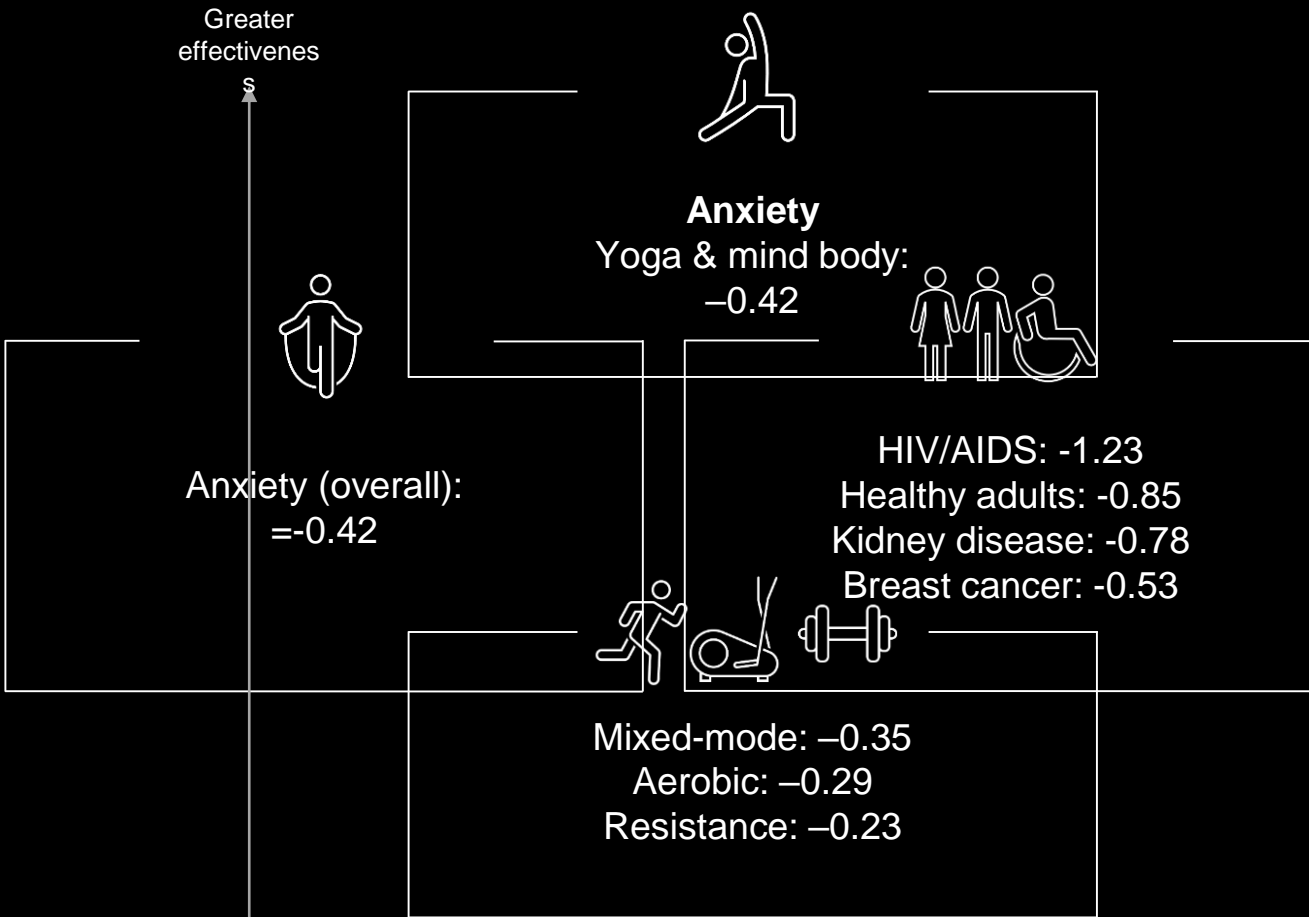 Greater
effectivenes
s
Anxiety
Yoga & mind body:
–0.42
Anxiety (overall):
=-0.42
HIV/AIDS: -1.23
Healthy adults: -0.85
Kidney disease: -0.78
Breast cancer: -0.53
Mixed-mode: –0.35
Aerobic: –0.29
Resistance: –0.23